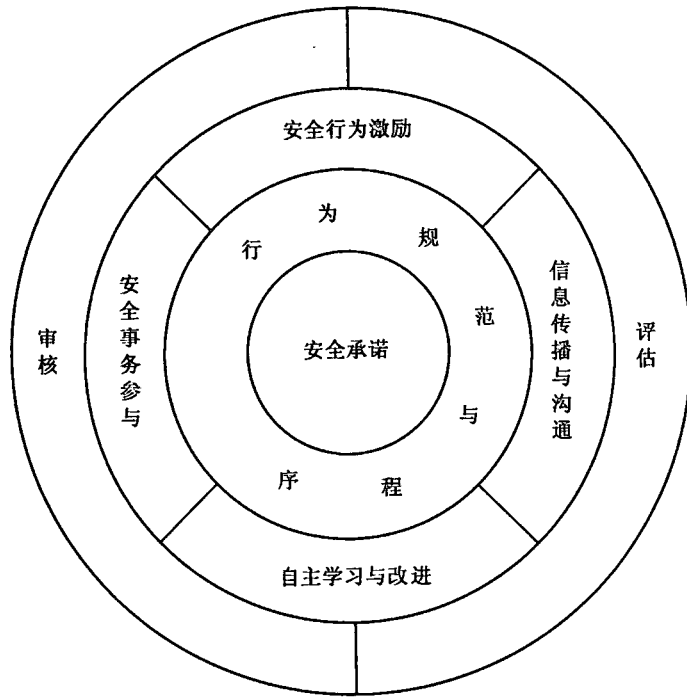 安全行为激励
行为规范与程序
安全承诺
安全事务参与
信息传播与沟通
审核
评估
自主学习与改进